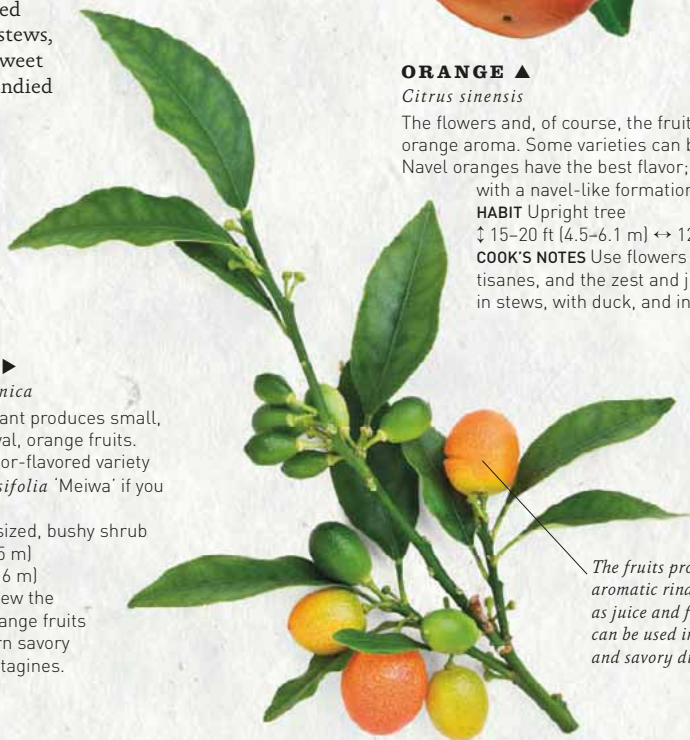 ed
stews,
weet
ndied
ORANGE ▲
Citrus sinensis
The flowers and, of course, the fruit
orange aroma. Some varieties can b
Navel oranges have the best flavor;
with a navel-like formation
HABIT Upright tree
↕ 15–20 ft (4.5–6.1 m) ↔ 12
COOK'S NOTES Use flowers
tisanes, and the zest and j
in stews, with duck, and in
▶
nica
ant produces small,
val, orange fruits.
or-flavored variety
sifolia ‘Meiwa’ if you
sized, bushy shrub
5 m)
6 m)
ew the
ange fruits
rn savory
tagines.
The fruits pro
aromatic rind
as juice and f
can be used in
and savory di